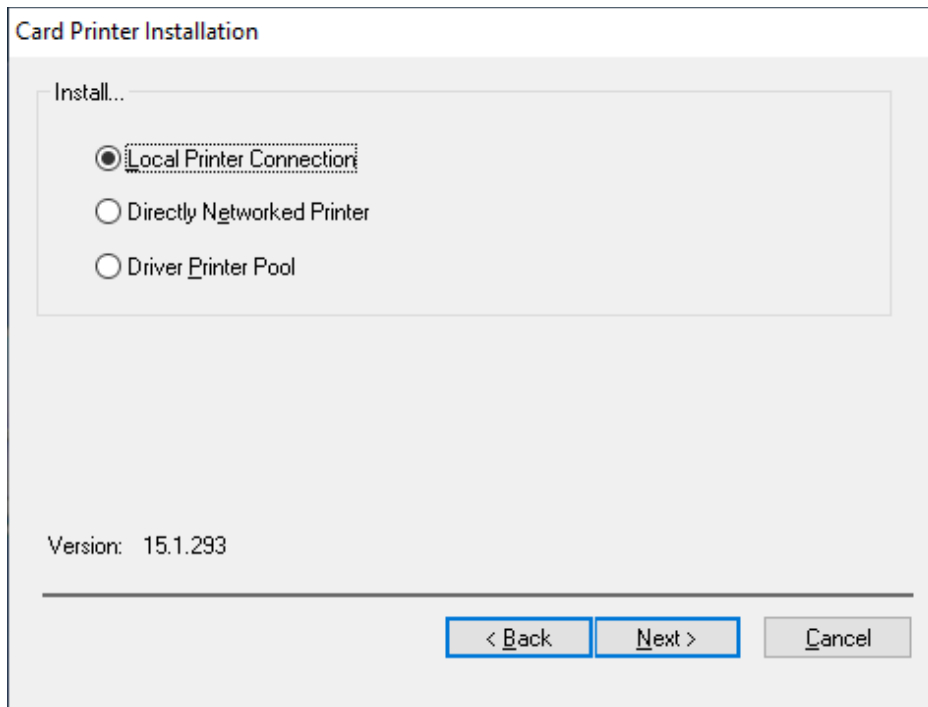 Card Printer Installation
Install...
Local Printer Connection
Directly Networked Printer
Driver Printer Pool
Version: 15.1.293
< Back
Next >
Cancel